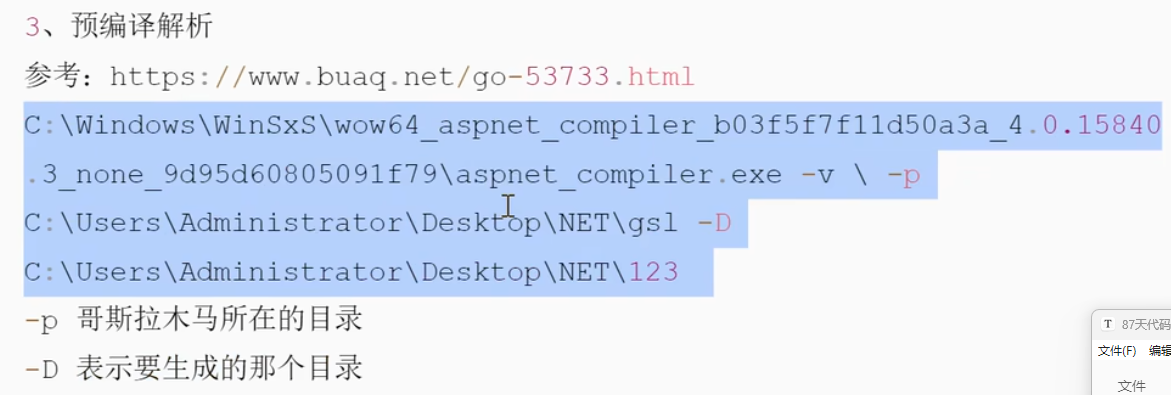 3、预编译解析
参考：https://www.buaq.net/go-53733.html
C:\Windows\WinSxS\wow64_aspnet_compiler_b03f5f7f11d50a3a_4.0.15840
.3_none_9d95d60805091f79\aspnet_compiler.exe -v \ -p
C:\Users\Administrator\Desktop\NET\gsl -D
C:\Users\Administrator\Desktop\NET\123
-p 哥斯拉木马所在的目录
-D 表示要生成的那个目录
T 87天代码
文件(F) 编辑
文件